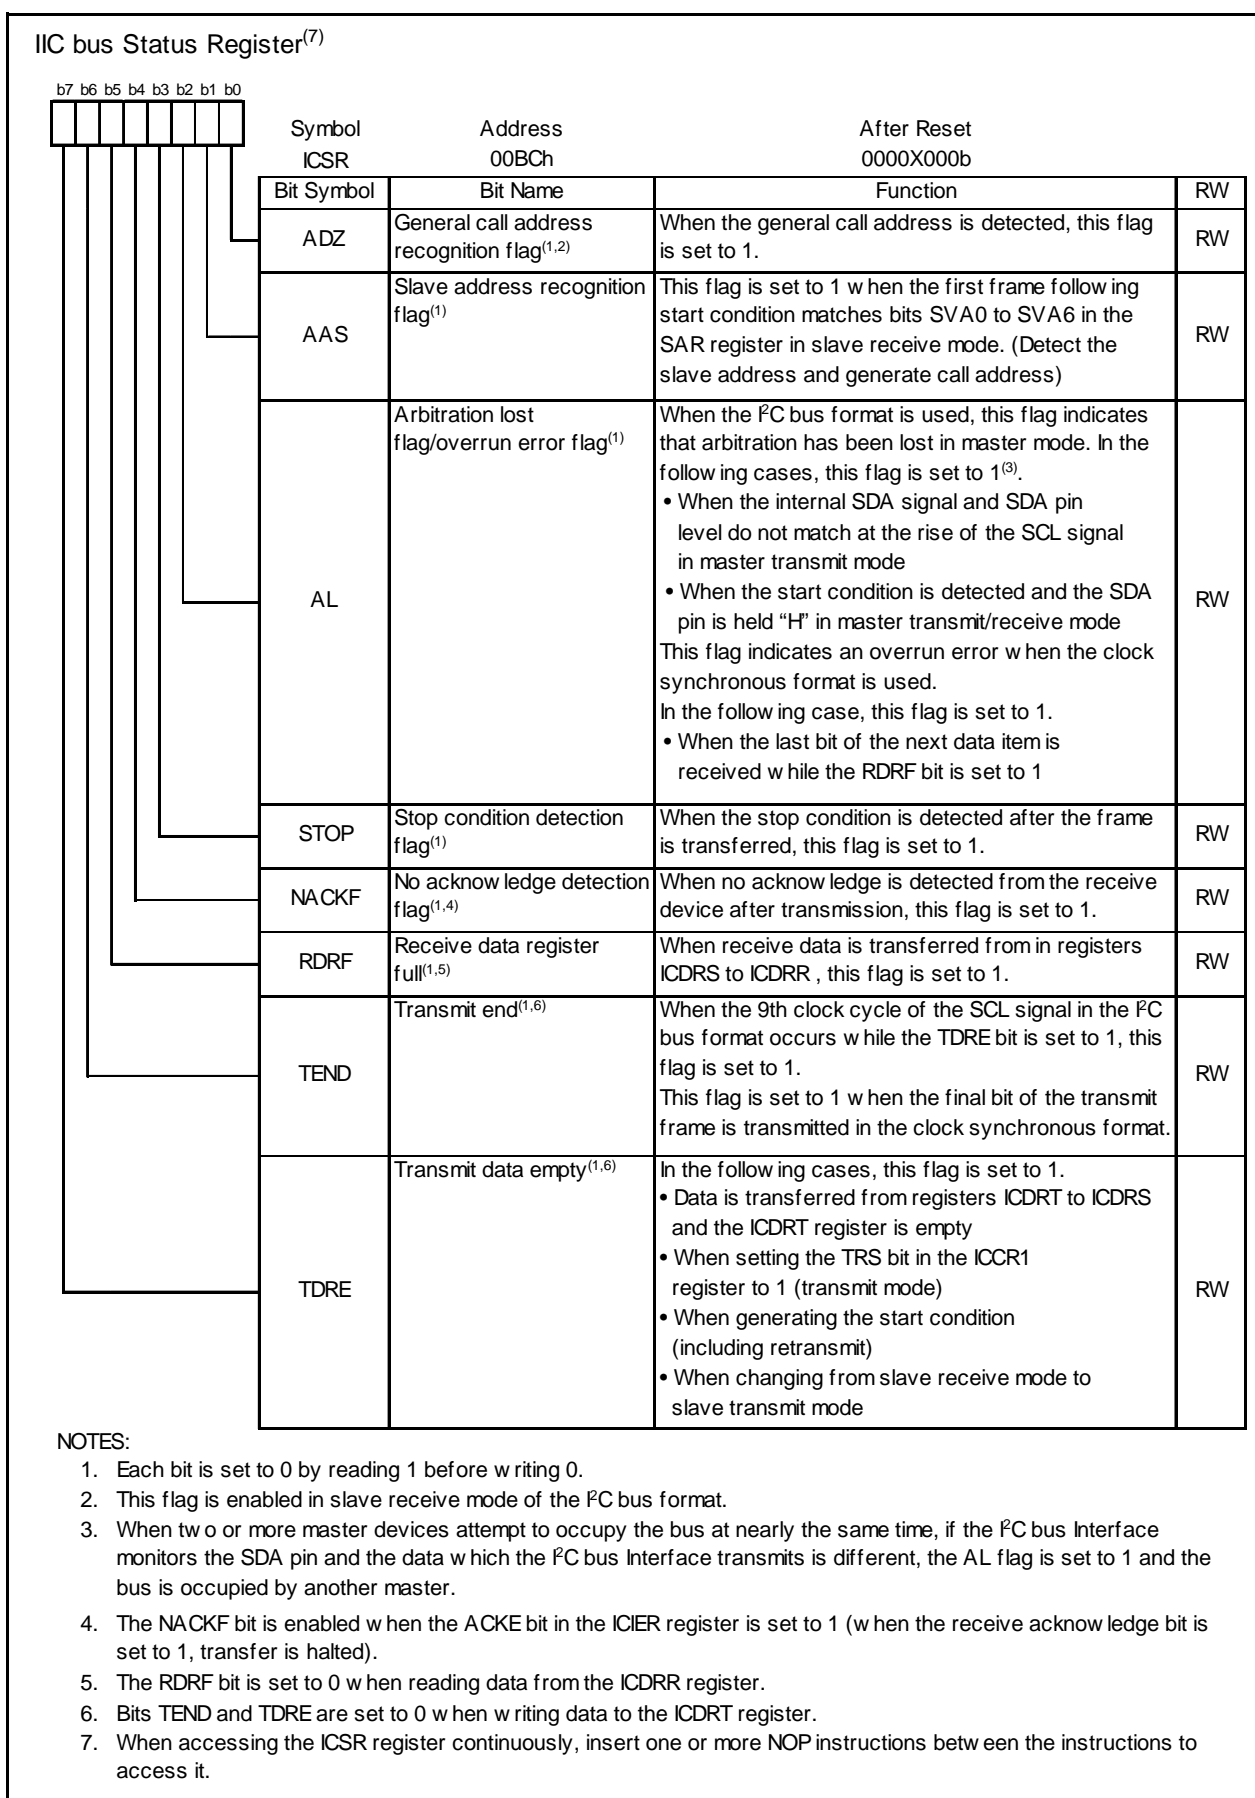 IIC bus Status Register(7)
b7 b6 b5 b4 b3 b2 b1 b0
Symbol Address After Reset
ICSR 00BCh 0000X000b
Bit Symbol Bit Name Function RW
ADZ
General call address
recognition flag(1,2)
When the general call address is detected, this flag
is set to 1.
RW
AAS
Slave address recognition
flag(1)
This flag is set to 1 when the first frame following
start condition matches bits SVA0 to SVA6 in the
SAR register in slave receive mode. (Detect the
slave address and generate call address)
RW
AL
Arbitration lost
flag/overrun error flag(1)
When the I2C bus format is used, this flag indicates
that arbitration has been lost in master mode. In the
following cases, this flag is set to 1(3).
• When the internal SDA signal and SDA pin
level do not match at the rise of the SCL signal
in master transmit mode
• When the start condition is detected and the SDA
pin is held “H” in master transmit/receive mode
This flag indicates an overrun error when the clock
synchronous format is used.
In the following case, this flag is set to 1.
• When the last bit of the next data item is
received while the RDRF bit is set to 1
RW
STOP
Stop condition detection
flag(1)
When the stop condition is detected after the frame
is transferred, this flag is set to 1.
RW
NACKF
No acknowledge detection
flag(1,4)
When no acknowledge is detected from the receive
device after transmission, this flag is set to 1.
RW
RDRF
Receive data register
full(1,5)
When receive data is transferred from in registers
ICDRS to ICDRR , this flag is set to 1.
RW
TEND
Transmit end(1,6)
When the 9th clock cycle of the SCL signal in the I2C
bus format occurs while the TDRE bit is set to 1, this
flag is set to 1.
This flag is set to 1 when the final bit of the transmit
frame is transmitted in the clock synchronous format.
RW
TDRE
Transmit data empty(1,6)
In the following cases, this flag is set to 1.
• Data is transferred from registers ICDRT to ICDRS
and the ICDRT register is empty
• When setting the TRS bit in the ICCR1
register to 1 (transmit mode)
• When generating the start condition
(including retransmit)
• When changing from slave receive mode to
slave transmit mode
RW
NOTES:
1. Each bit is set to 0 by reading 1 before writing 0.
2. This flag is enabled in slave receive mode of the I2C bus format.
3. When two or more master devices attempt to occupy the bus at nearly the same time, if the I2C bus Interface
monitors the SDA pin and the data which the I2C bus Interface transmits is different, the AL flag is set to 1 and the
bus is occupied by another master.
4. The NACKF bit is enabled when the ACKE bit in the ICIER register is set to 1 (when the receive acknowledge bit is
set to 1, transfer is halted).
5. The RDRF bit is set to 0 when reading data from the ICDRR register.
6. Bits TEND and TDRE are set to 0 when writing data to the ICDRT register.
7. When accessing the ICSR register continuously, insert one or more NOP instructions between the instructions to
access it.